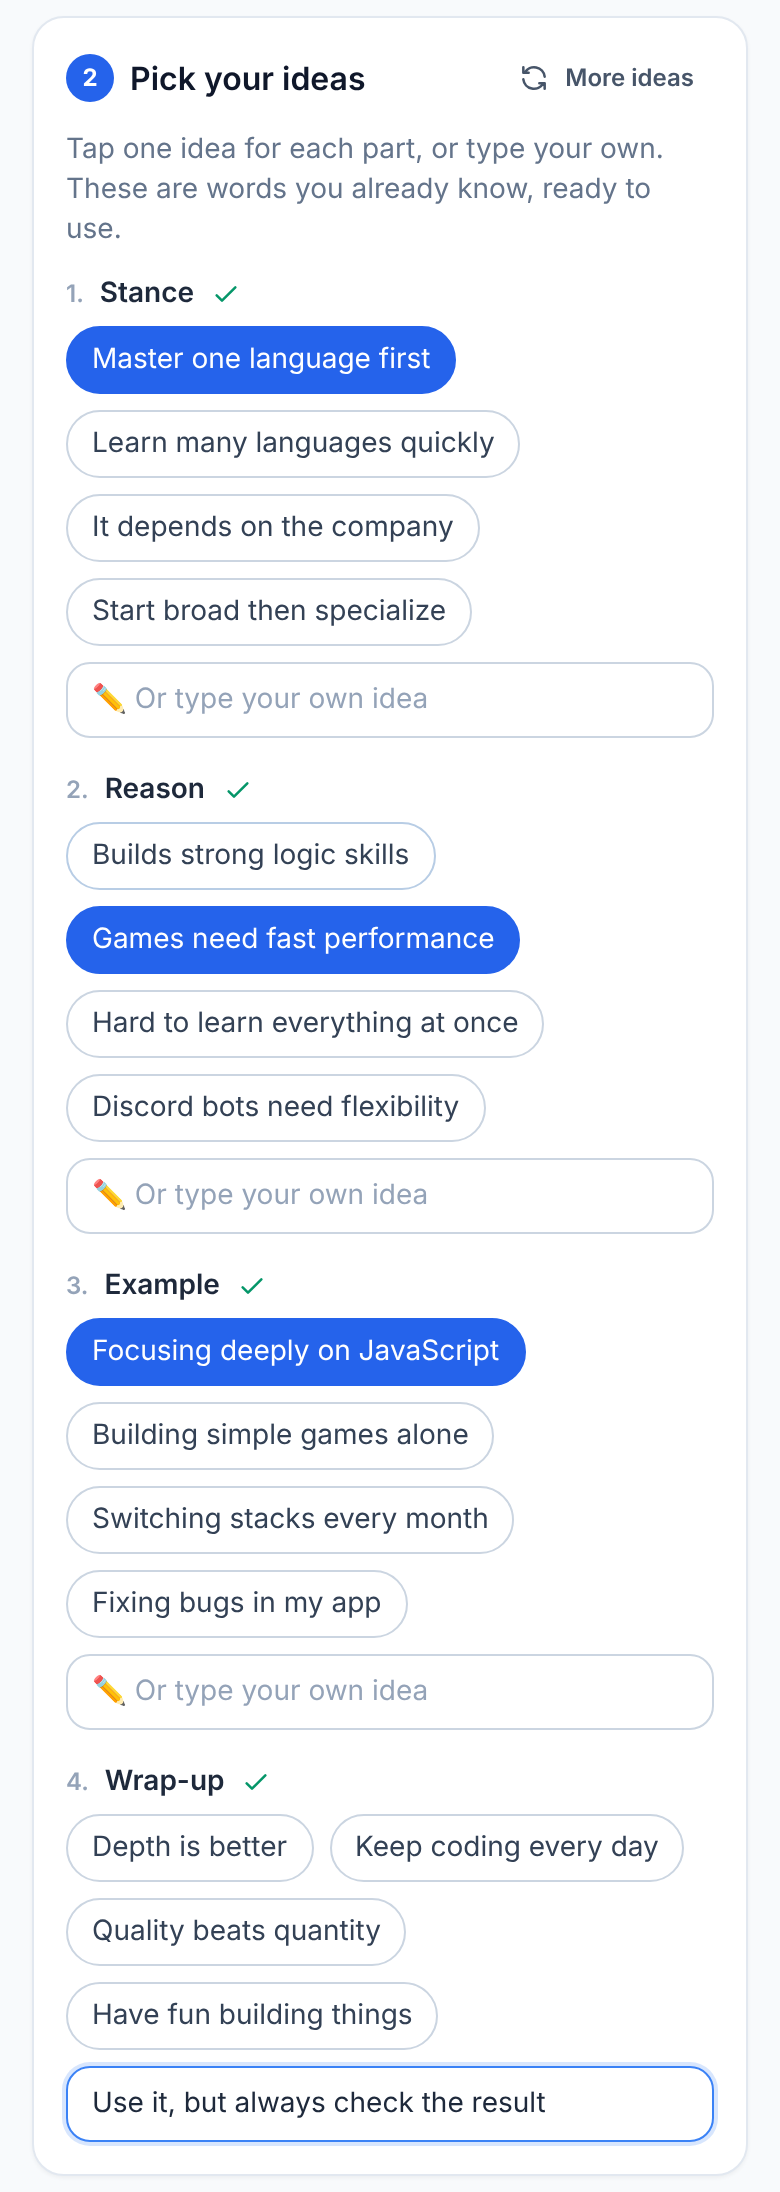 2 Pick your ideas More ideas
Tap one idea for each part, or type your own.
These are words you already know, ready to
use.
1. Stance ✓
Master one language first
Learn many languages quickly
It depends on the company
Start broad then specialize
✏️ Or type your own idea
2. Reason ✓
Builds strong logic skills
Games need fast performance
Hard to learn everything at once
Discord bots need flexibility
✏️ Or type your own idea
3. Example ✓
Focusing deeply on JavaScript
Building simple games alone
Switching stacks every month
Fixing bugs in my app
✏️ Or type your own idea
4. Wrap-up ✓
Depth is better Keep coding every day
Quality beats quantity
Have fun building things
Use it, but always check the result